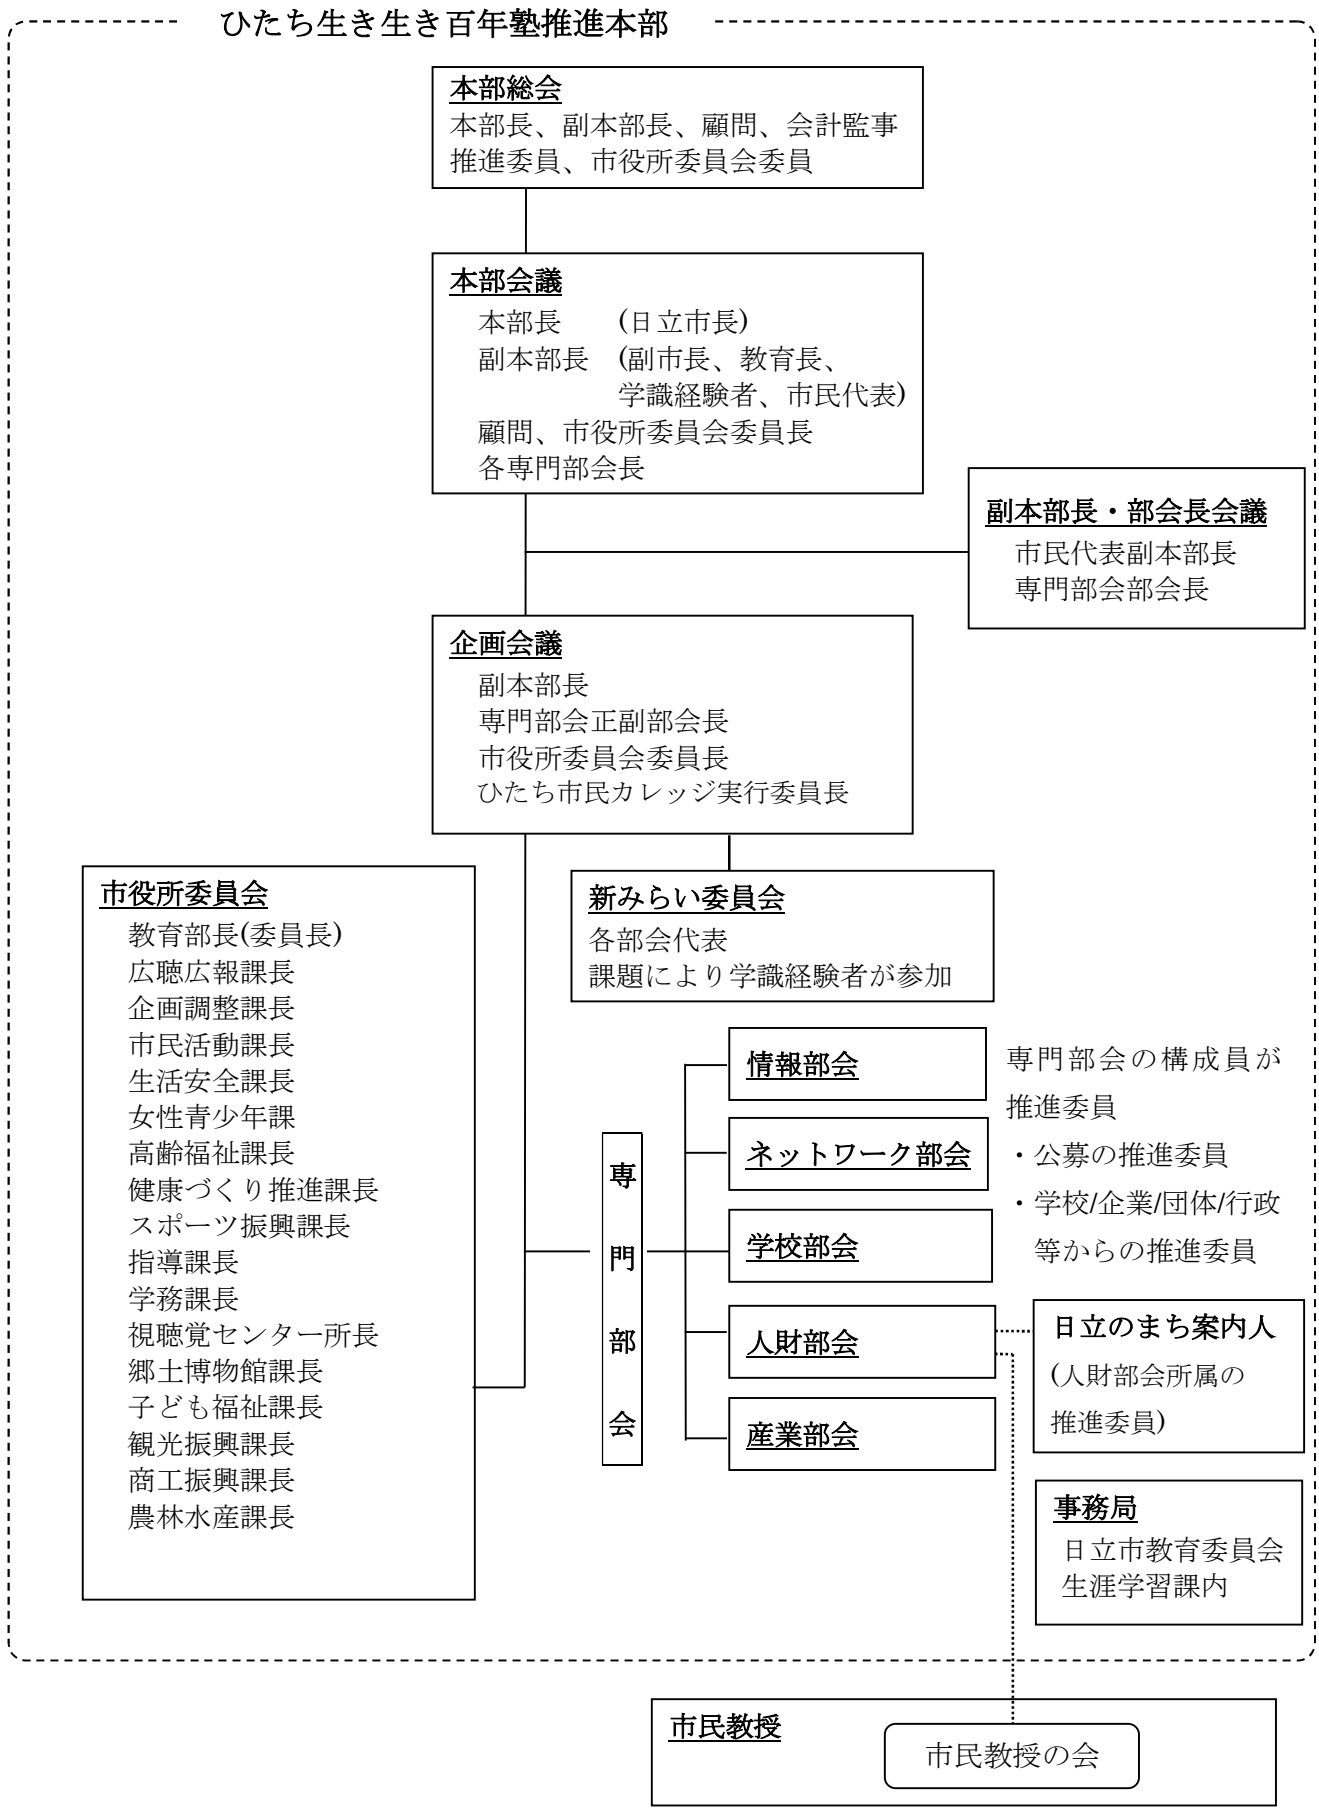 ひたち生き生き百年塾推進本部
本部総会
本部長、副本部長、顧問、会計監事
推進委員、市役所委員会委員
本部会議
本部長 (日立市長)
副本部長 (副市長、教育長、
学識経験者、市民代表)
顧問、市役所委員会委員長
各専門部会長
副本部長・部会長会議
市民代表副本部長
専門部会部会長
企画会議
副本部長
専門部会正副部会長
市役所委員会委員長
ひたち市民カレッジ実行委員長
市役所委員会
教育部長(委員長)
広聴広報課長
企画調整課長
市民活動課長
生活安全課長
女性青少年課
高齢福祉課長
健康づくり推進課長
スポーツ振興課長
指導課長
学務課長
視聴覚センター所長
郷土博物館課長
子ども福祉課長
観光振興課長
商工振興課長
農林水産課長
新みらい委員会
各部会代表
課題により学識経験者が参加
専門部会
情報部会
ネットワーク部会
学校部会
人財部会
産業部会
専門部会の構成員が
推進委員
・公募の推進委員
・学校/企業/団体/行政
等からの推進委員
日立のまち案内人
(人財部会所属の
推進委員)
事務局
日立市教育委員会
生涯学習課内
市民教授
市民教授の会